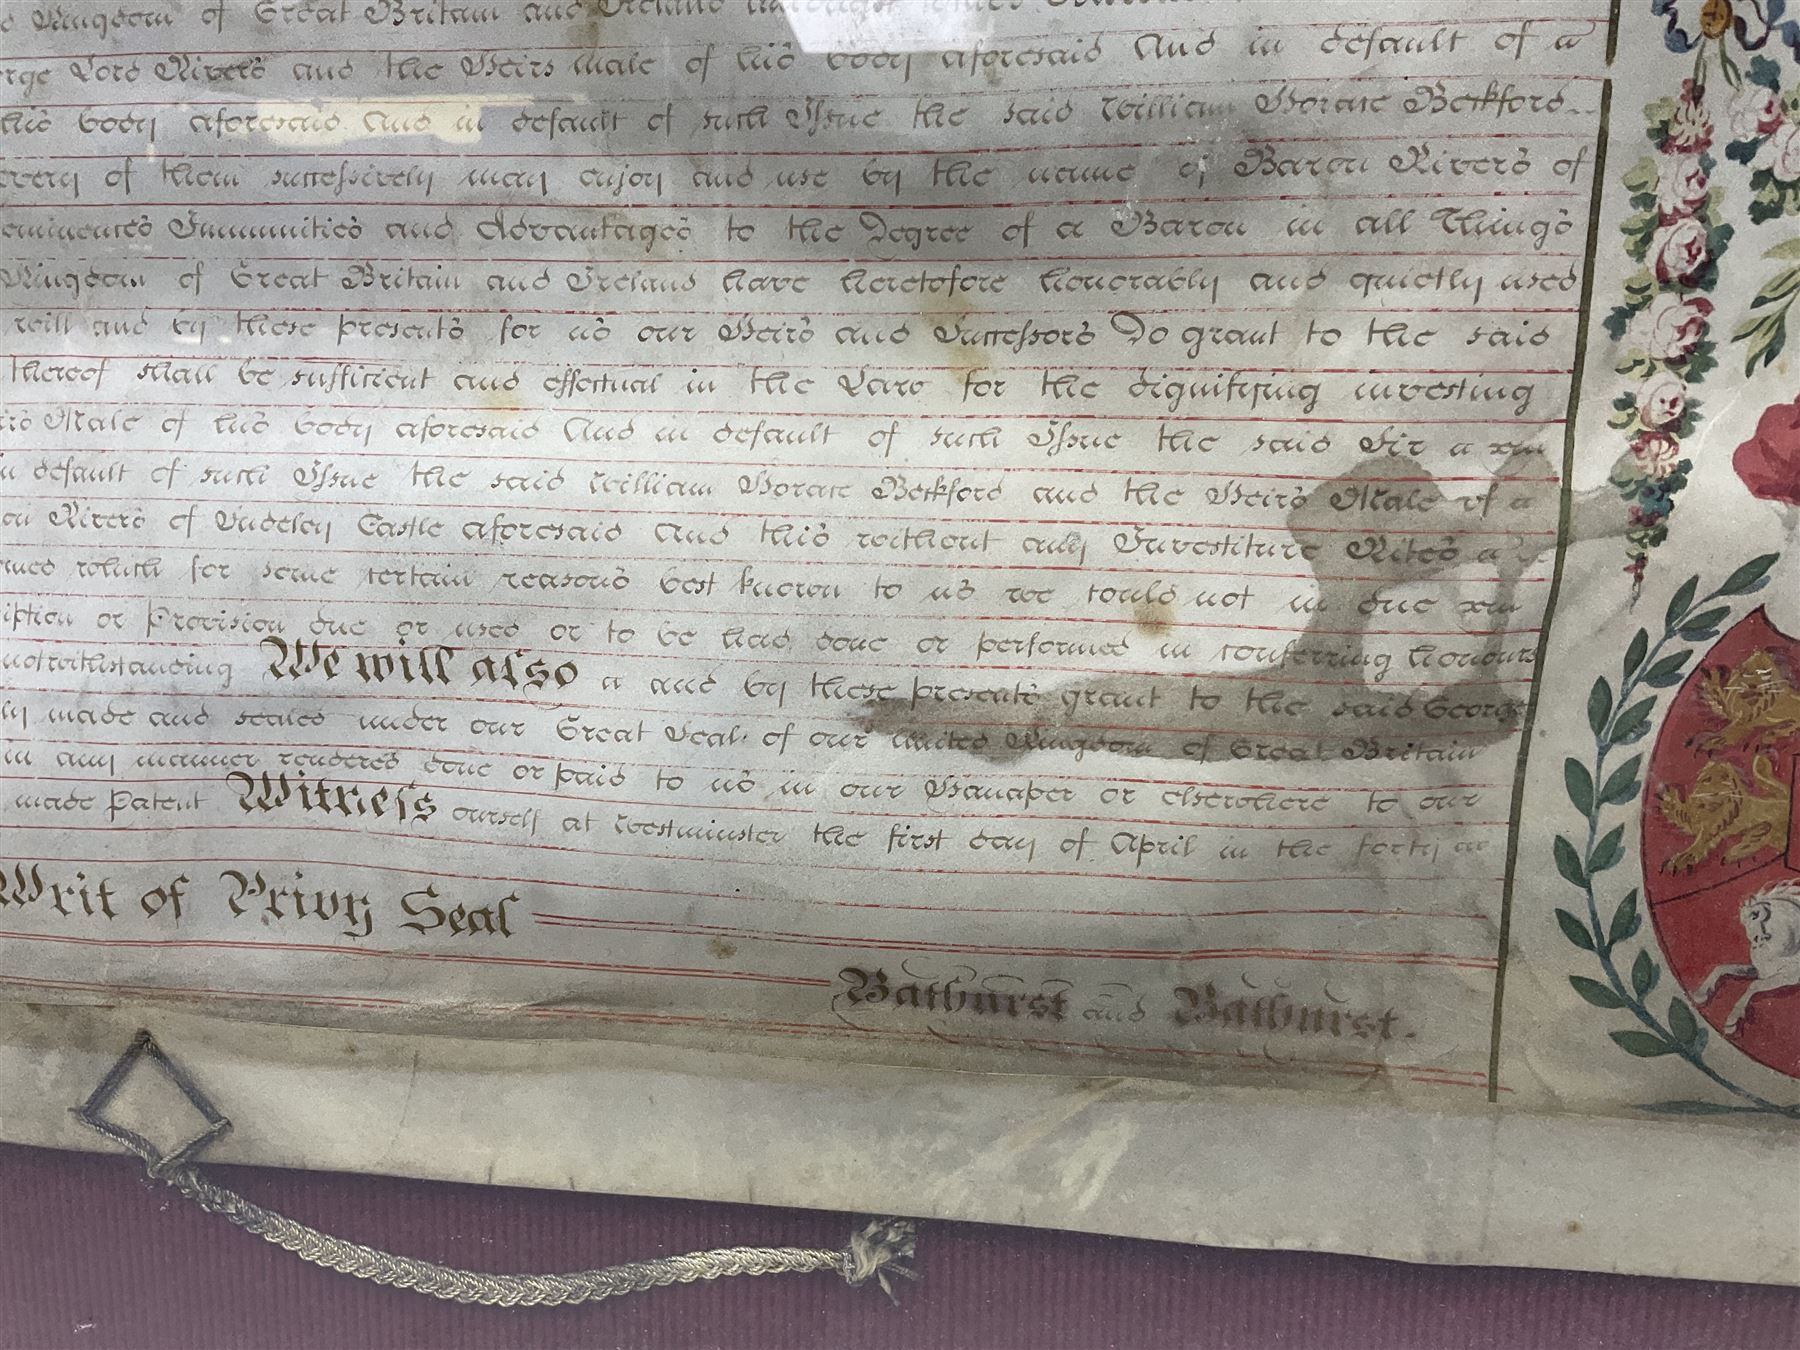 Kingdom of Great Britain and Ireland
Lord Rivers and the Heirs Male of his body aforesaid And in default of
his body aforesaid And in default of such Issue the said William Horace Beckford
of them successively may enjoy and use by the name of Baron Rivers of
Immunities and Advantages to the Degree of a Baron in all Things
Kingdom of Great Britain and Ireland have heretofore honorably and quietly used
will and by these presents for us our Heirs and Successors Do grant to the said
thereof shall be sufficient and effectual in the Law for the dignifying investing
Male of his body aforesaid And in default of such Issue the said Sir
default of such Issue the said William Horace Beckford and the Heirs Male of
Rivers of Sudeley Castle aforesaid And this without any Investiture Rites
which for some certain reasons best known to us we could not in due
or Provision due or used or to be had done or performed in conferring honours
notwithstanding We will also and by these presents grant to the said George
made and sealed under our Great Seal of our United Kingdom of Great Britain
in any manner rendered done or paid to us in our Hanaper or elsewhere to our
made Patent Witness ourself at Westminster the first day of April in the forty
Writ of Privy Seal
Bathurst and Bathurst.